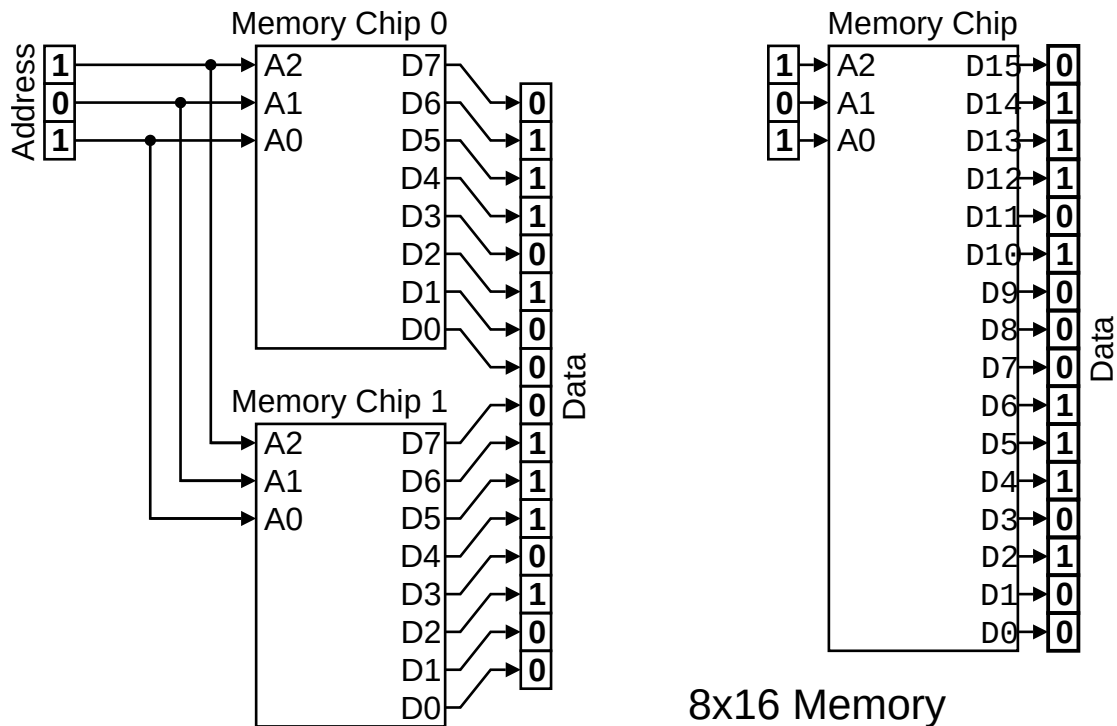 Memory Chip 0
Address
1
0
1
A2
A1
A0
D7
D6
D5
D4
D3
D2
D1
D0
Memory Chip 1
A2
A1
A0
D7
D6
D5
D4
D3
D2
D1
D0
0
1
1
1
0
1
0
0
0
1
1
1
0
1
0
0
Data
Memory Chip
1
0
1
A2
A1
A0
D15
D14
D13
D12
D11
D10
D9
D8
D7
D6
D5
D4
D3
D2
D1
D0
0
1
1
1
0
1
0
0
0
1
1
1
0
1
0
0
Data
8x16 Memory